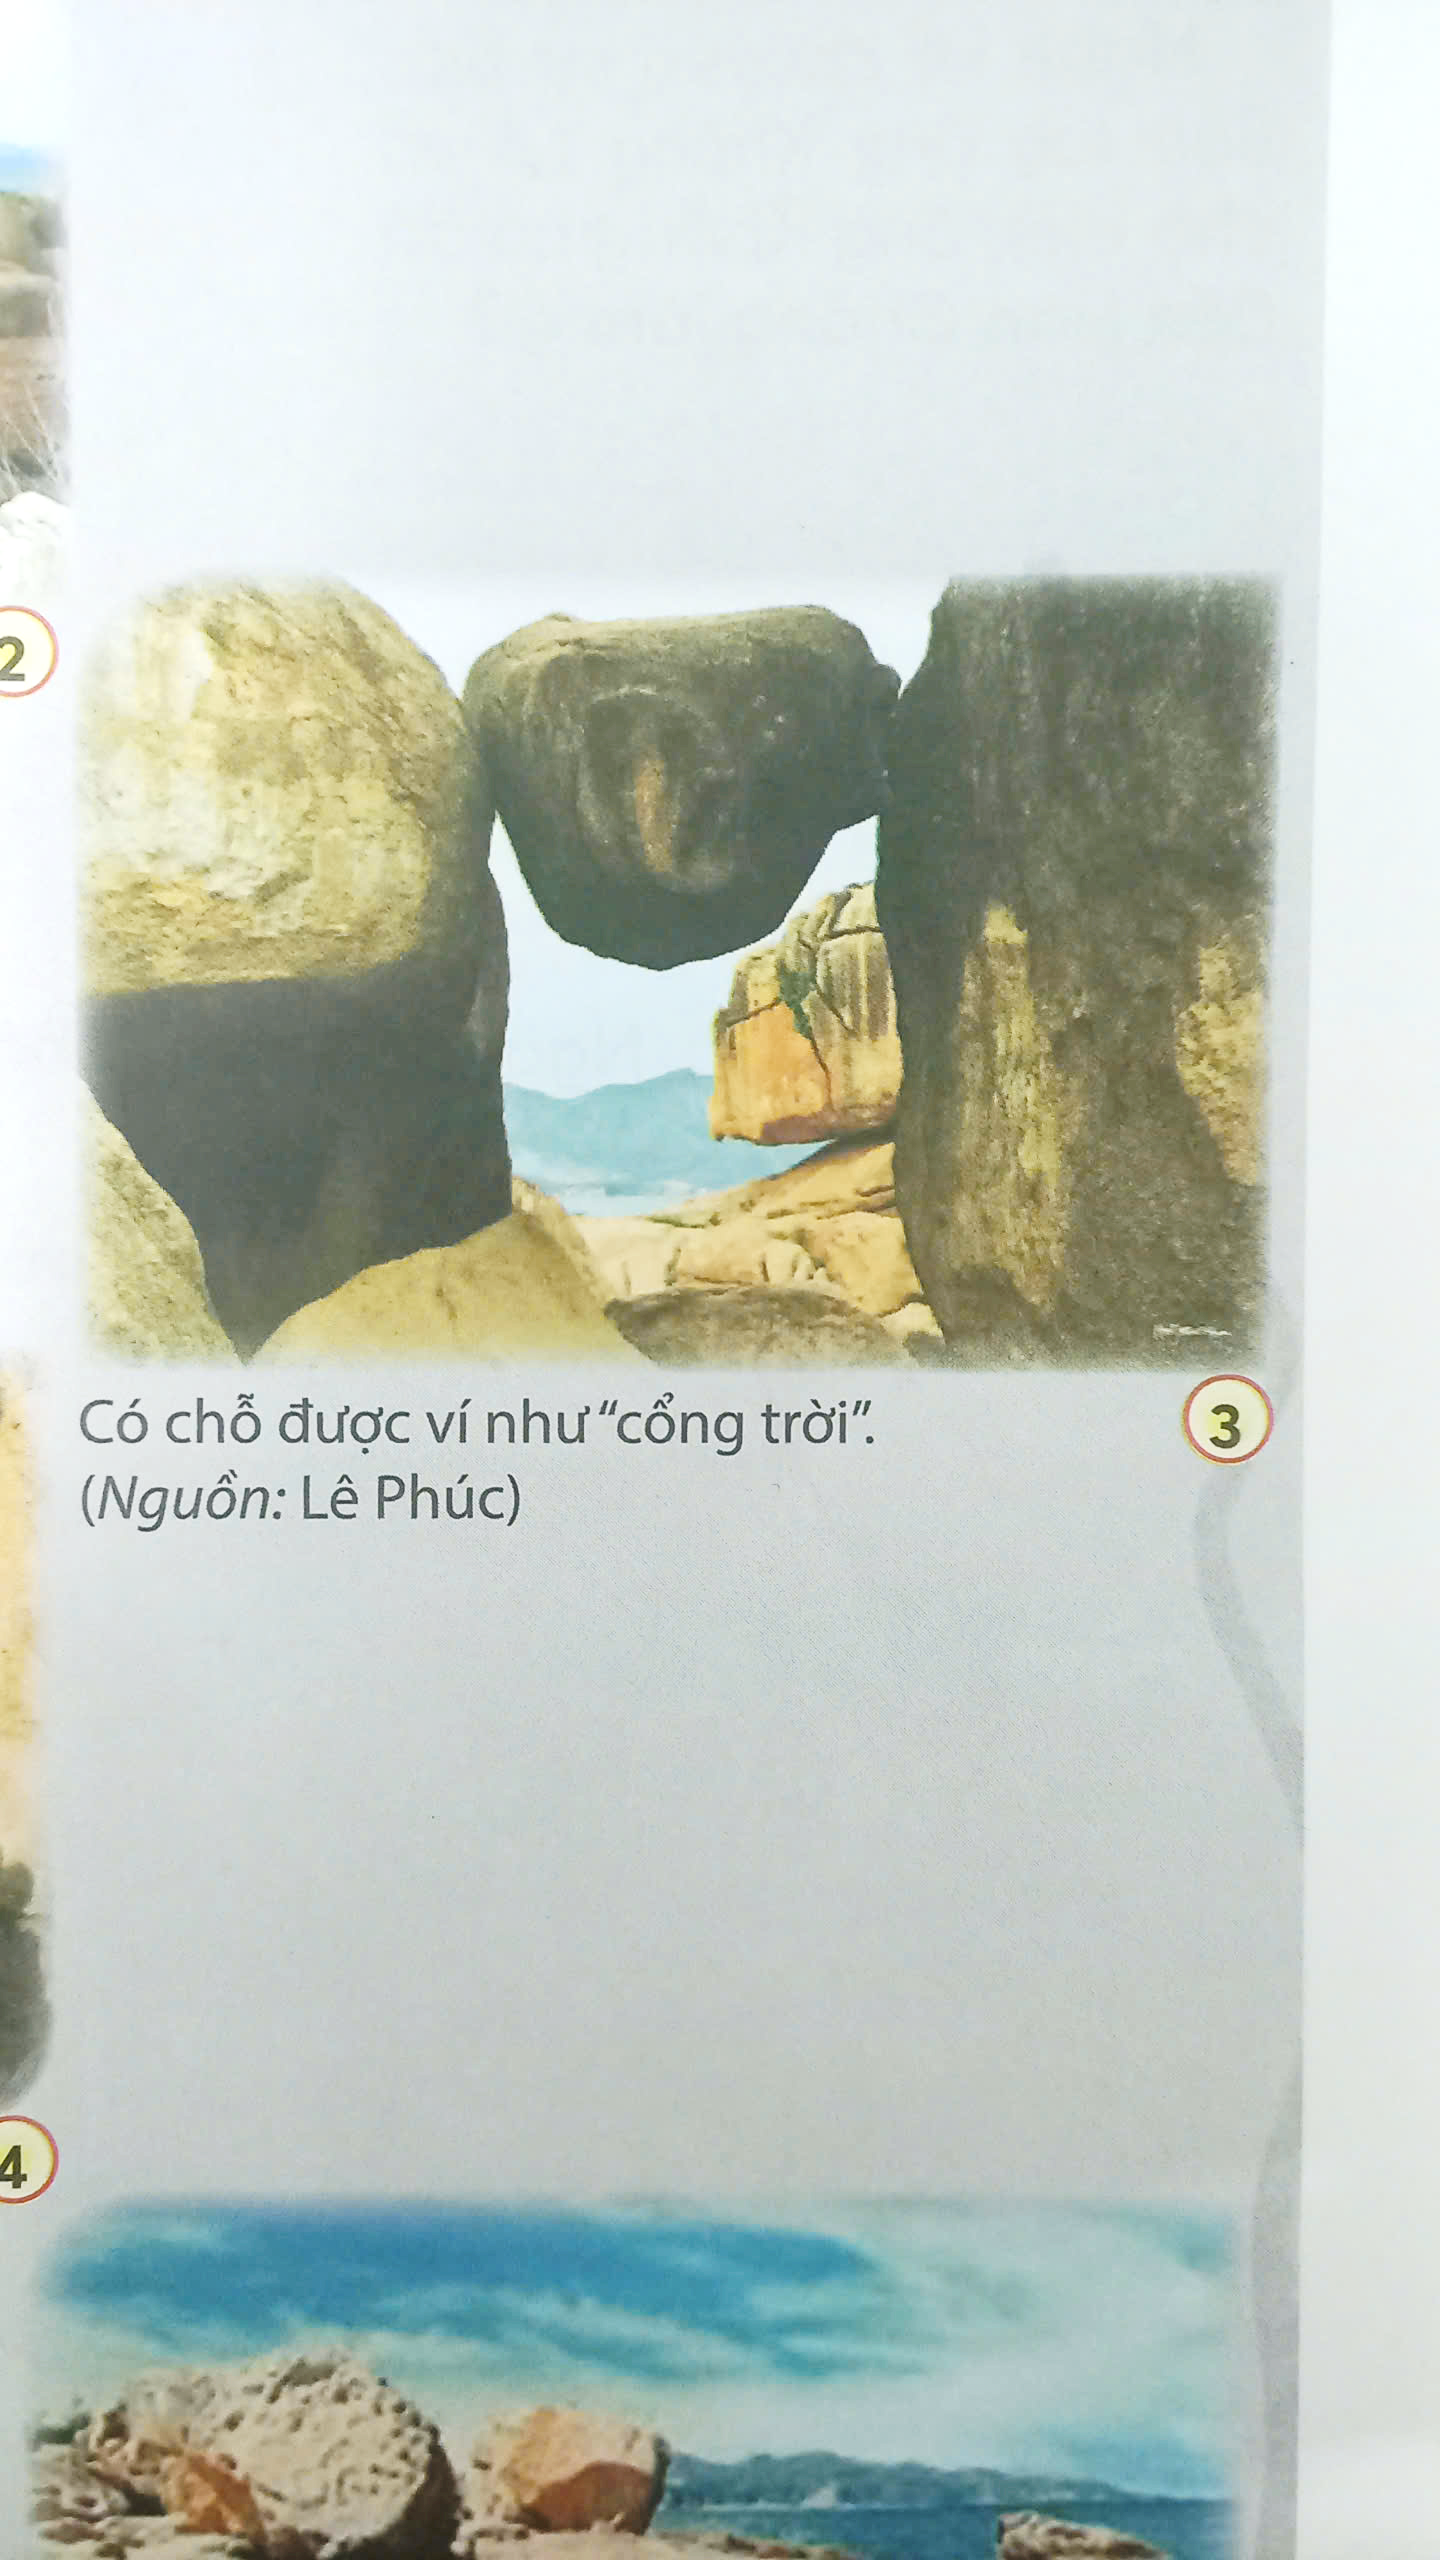 2
Có chỗ được ví như “cổng trời”.
3
(Nguồn: Lê Phúc)
4